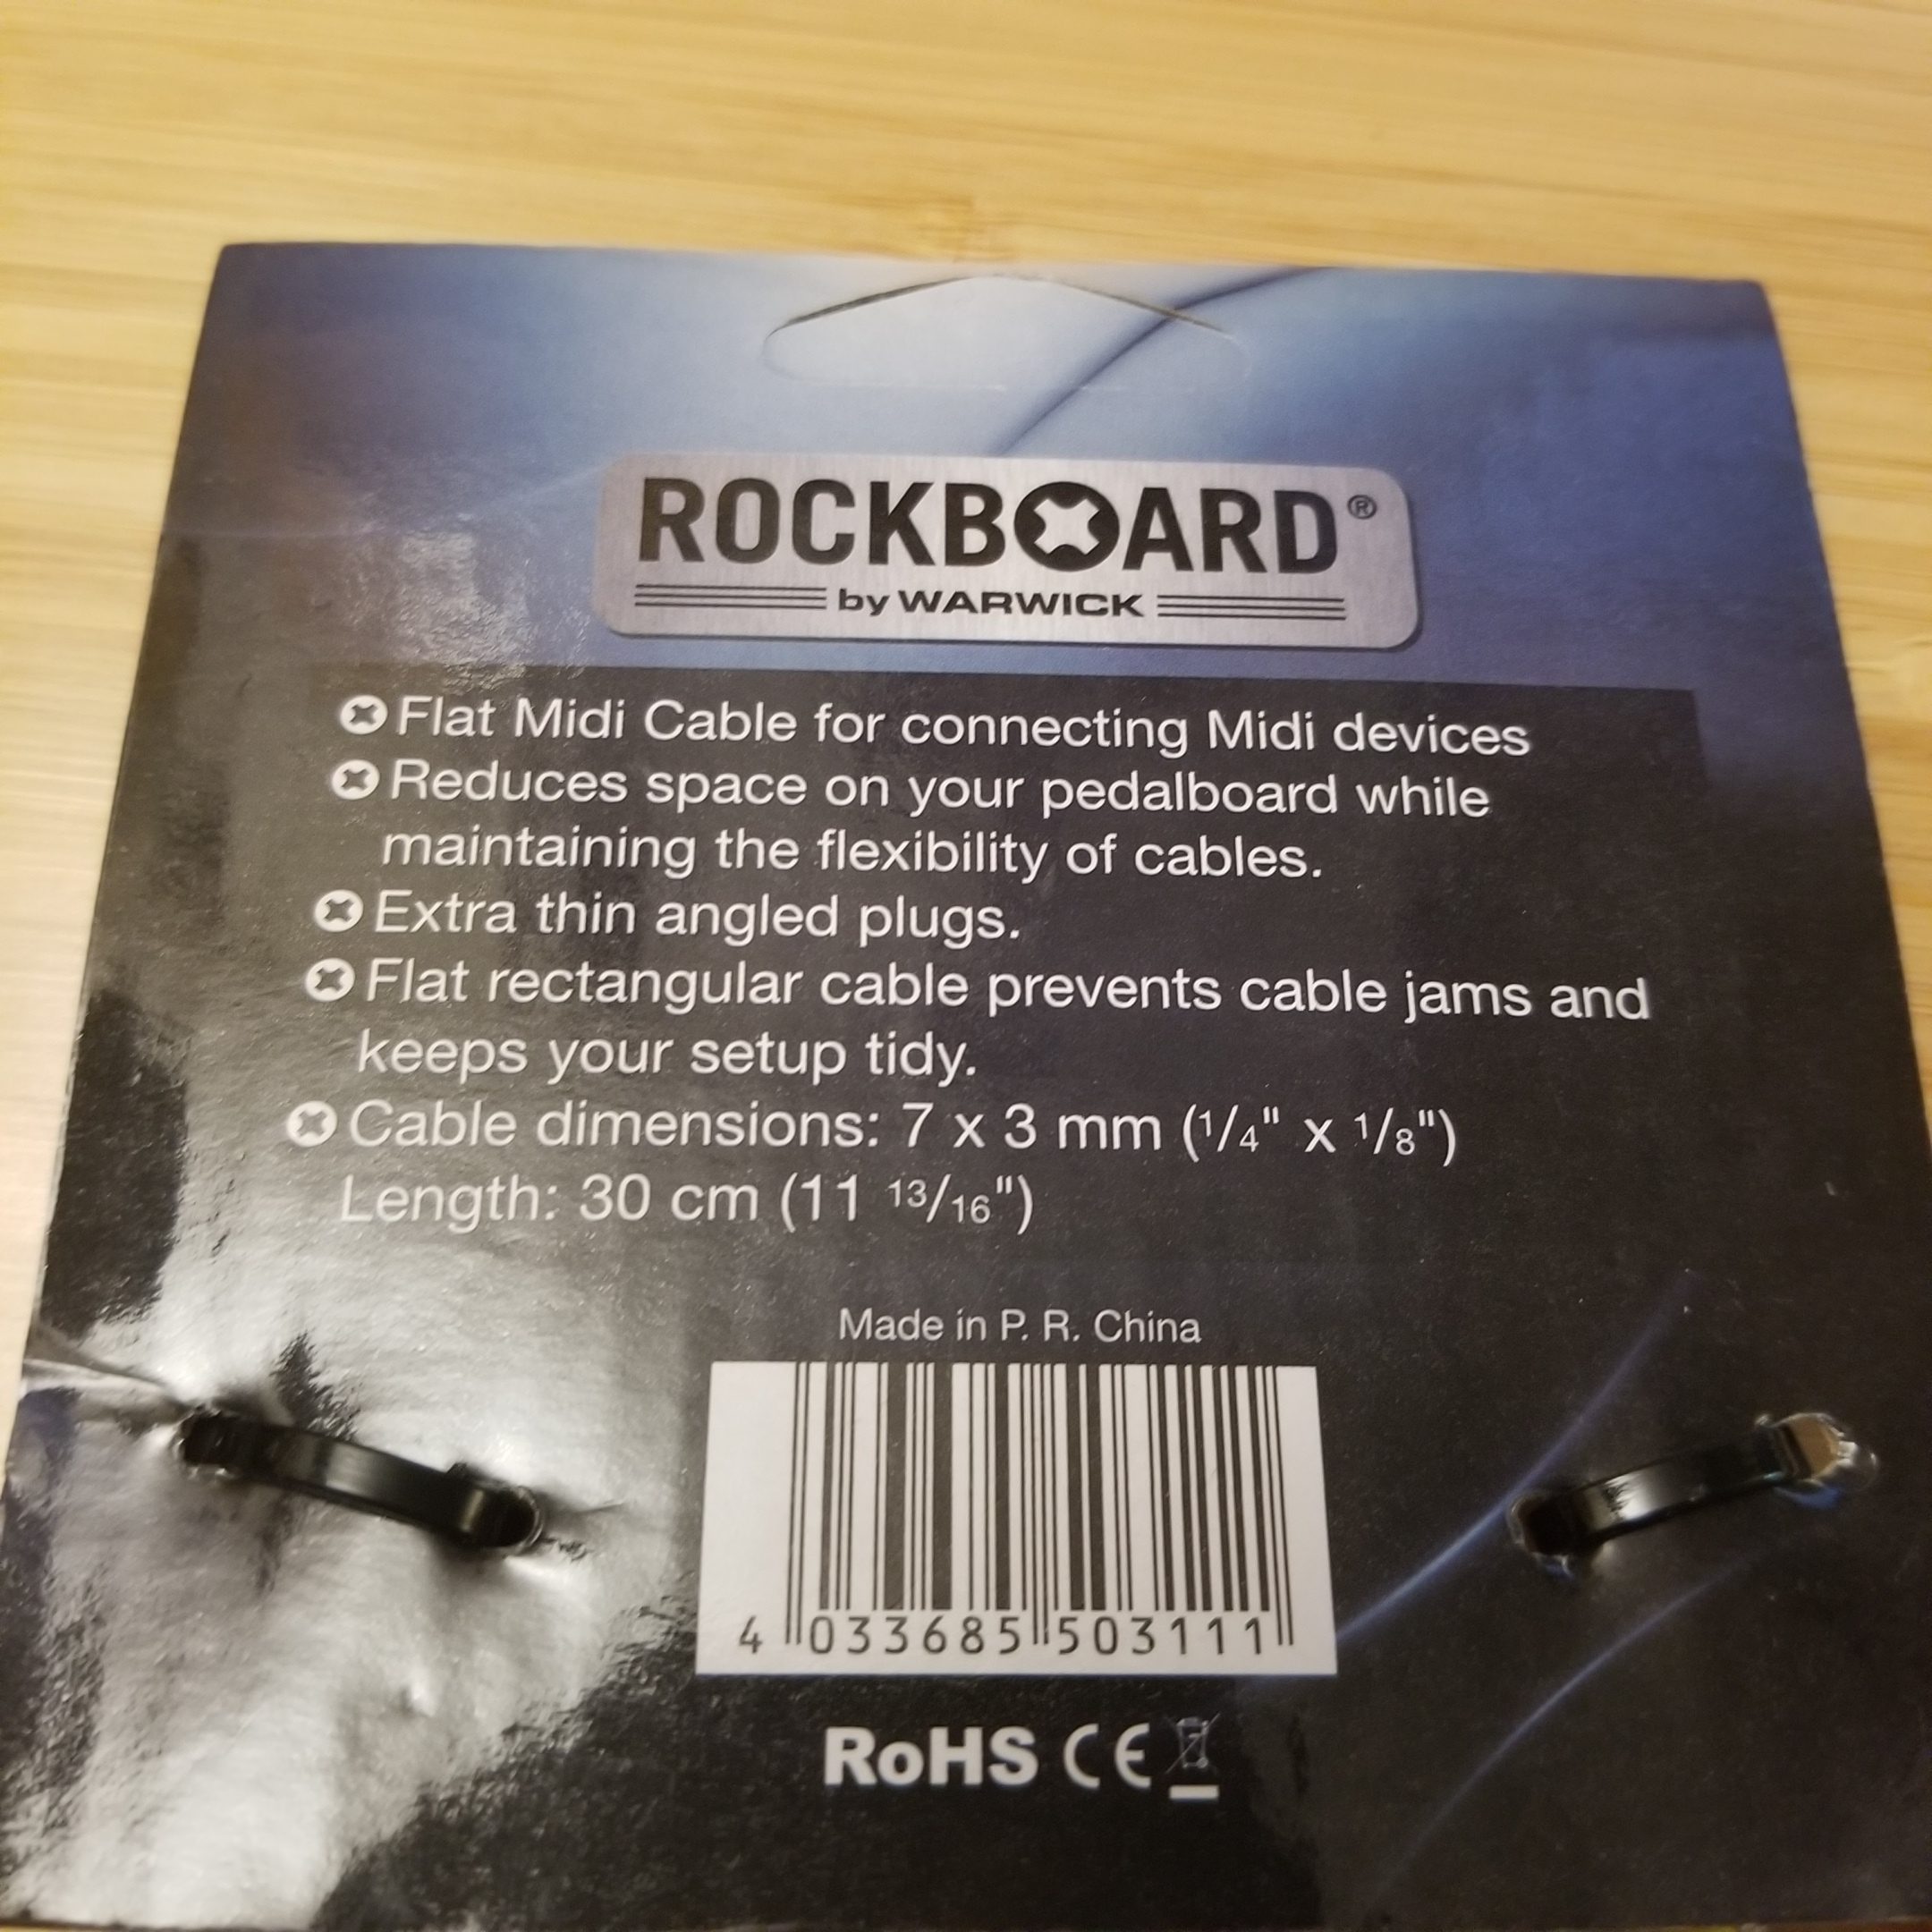 ROCKBOARD®
by WARWICK
Flat Midi Cable for connecting Midi devices
Reduces space on your pedalboard while
maintaining the flexibility of cables.
Extra thin angled plugs.
Flat rectangular cable prevents cable jams and
keeps your setup tidy.
Cable dimensions: 7 x 3 mm (1/4" x 1/8")
Length: 30 cm (11 13/16")
Made in P. R. China
4 033685 503111
RoHS CE